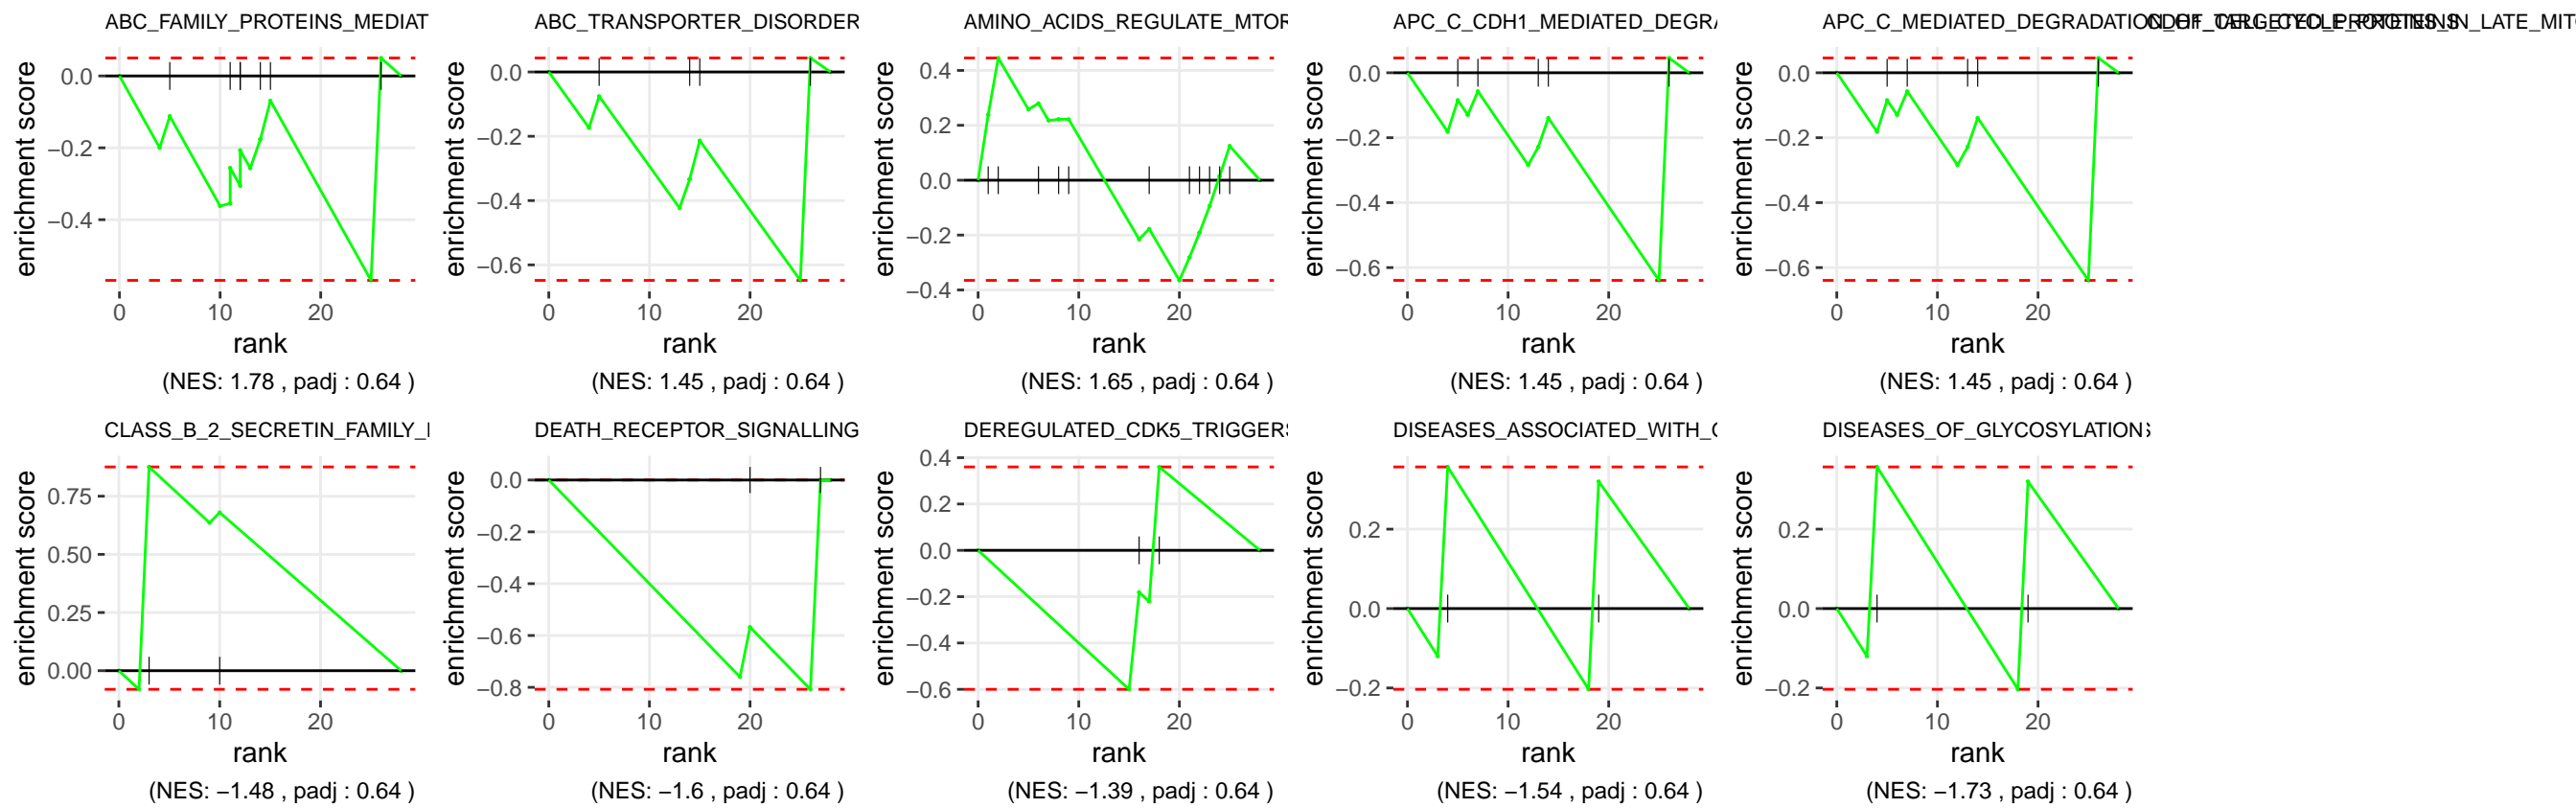 ABC_FAMILY_PROTEINS_MEDIAT
0.0
−0.2
−0.4
enrichment score
0 10 20
rank
(NES: 1.78 , padj : 0.64 )
ABC_TRANSPORTER_DISORDER
0.0
−0.2
−0.4
−0.6
enrichment score
0 10 20
rank
(NES: 1.45 , padj : 0.64 )
AMINO_ACIDS_REGULATE_MTOR
0.4
0.2
0.0
−0.2
−0.4
enrichment score
0 10 20
rank
(NES: 1.65 , padj : 0.64 )
APC_C_CDH1_MEDIATED_DEGRA
0.0
−0.2
−0.4
−0.6
enrichment score
0 10 20
rank
(NES: 1.45 , padj : 0.64 )
APC_C_MEDIATED_DEGRADATION_OF_CELL_CYCLE_PROTEINS
0.0
−0.2
−0.4
−0.6
enrichment score
0 10 20
rank
(NES: 1.45 , padj : 0.64 )
CLASS_B_2_SECRETIN_FAMILY_
0.75
0.50
0.25
0.00
enrichment score
0 10 20
rank
(NES: −1.48 , padj : 0.64 )
DEATH_RECEPTOR_SIGNALLING
0.0
−0.2
−0.4
−0.6
−0.8
enrichment score
0 10 20
rank
(NES: −1.6 , padj : 0.64 )
DEREGULATED_CDK5_TRIGGERS
0.4
0.2
0.0
−0.2
−0.4
−0.6
enrichment score
0 10 20
rank
(NES: −1.39 , padj : 0.64 )
DISEASES_ASSOCIATED_WITH_
0.2
0.0
−0.2
enrichment score
0 10 20
rank
(NES: −1.54 , padj : 0.64 )
DISEASES_OF_GLYCOSYLATION
0.2
0.0
−0.2
enrichment score
0 10 20
rank
(NES: −1.73 , padj : 0.64 )